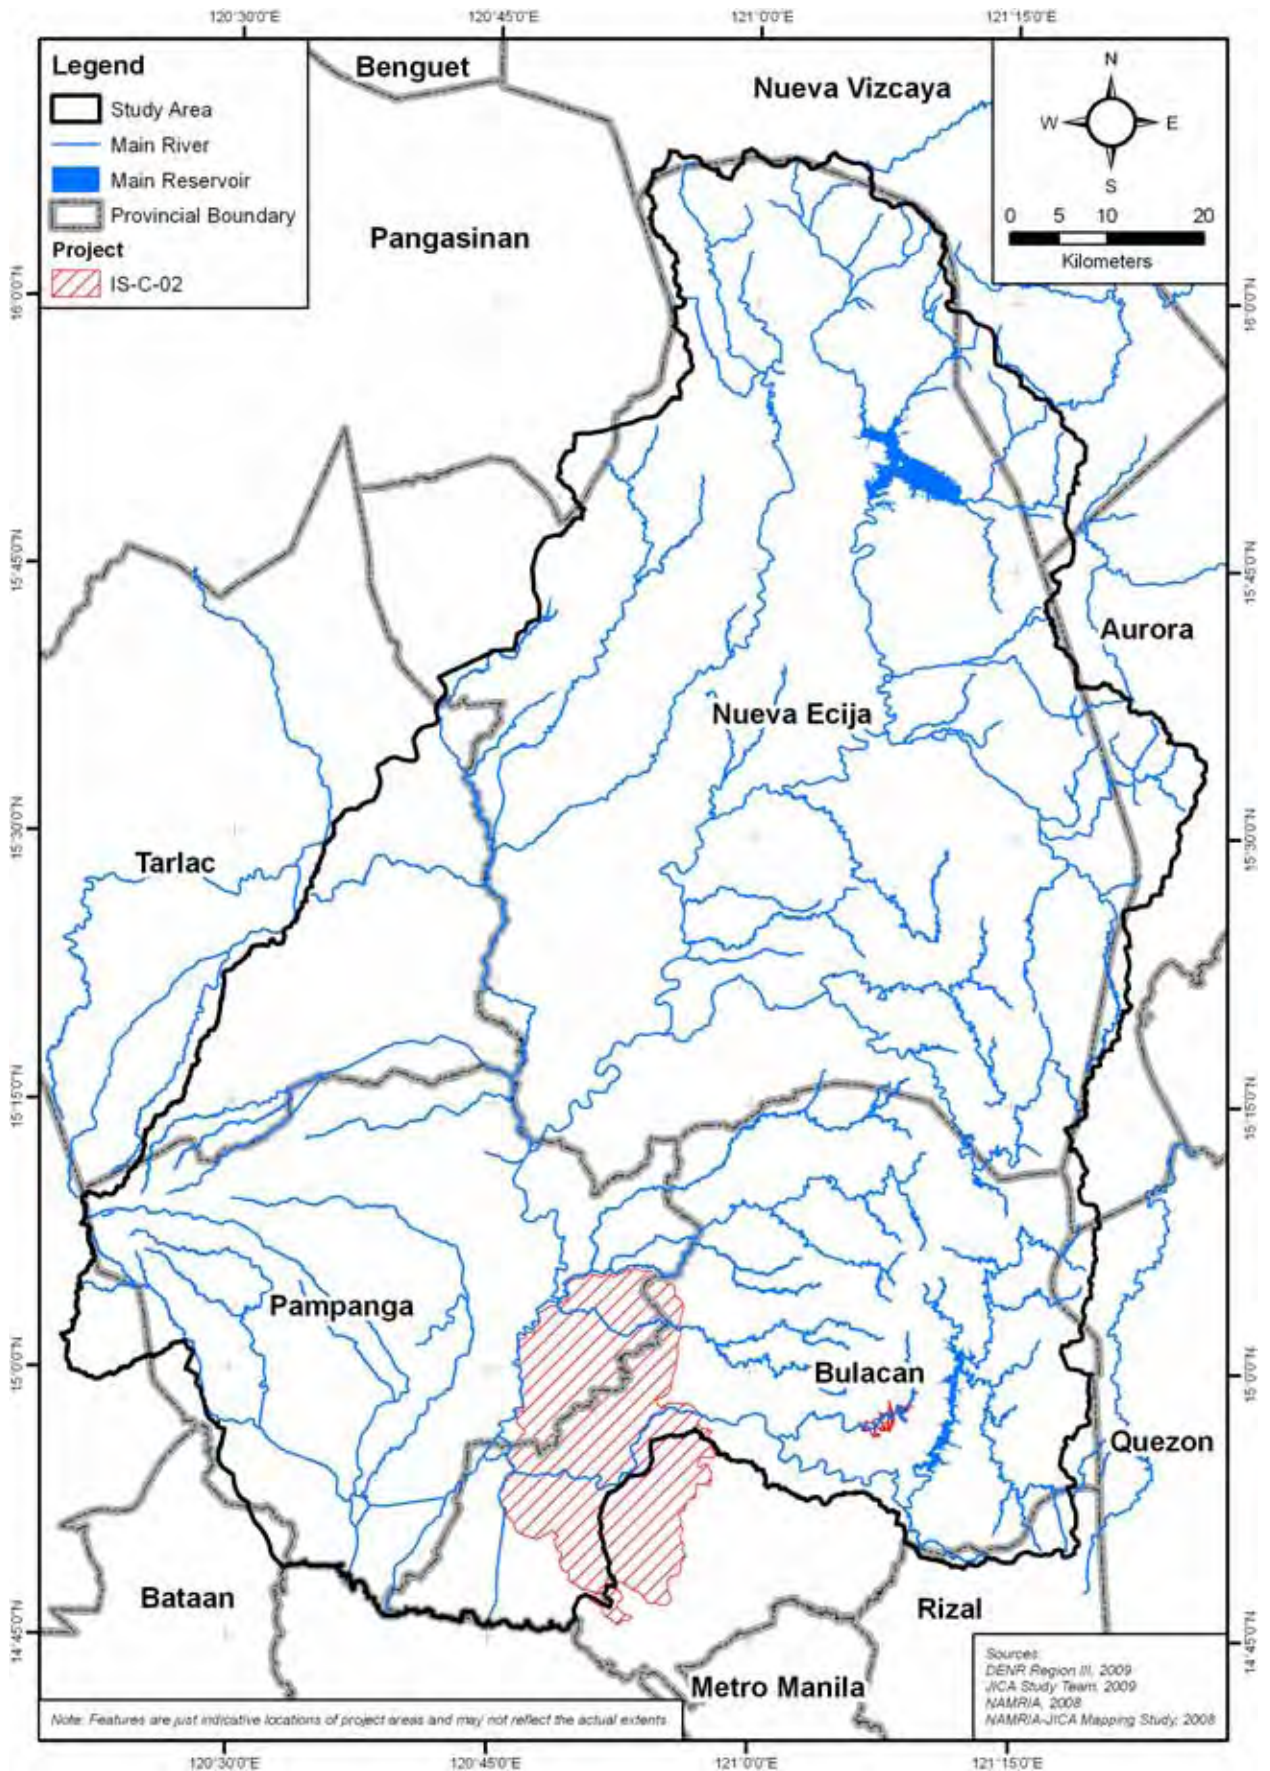 120°30'0"E 120°45'0"E 121°0'0"E 121°15'0"E
Legend
Study Area
Main River
Main Reservoir
Provincial Boundary
Project
IS-C-02
Benguet
Nueva Vizcaya
N
W E
S
0 5 10 20
Kilometers
Pangasinan
16°0'0"N
16°0'0"N
15°45'0"N
15°45'0"N
Aurora
Nueva Ecija
15°30'0"N
15°30'0"N
Tarlac
15°15'0"N
15°15'0"N
Pampanga
15°0'0"N
15°0'0"N
Bulacan
Quezon
Bataan
Rizal
14°45'0"N
14°45'0"N
Metro Manila
Sources:
DENR Region III, 2009
JICA Study Team, 2009
NAMRIA, 2008
NAMRIA-JICA Mapping Study, 2008
Note: Features are just indicative locations of project areas and may not reflect the actual extents
120°30'0"E 120°45'0"E 121°0'0"E 121°15'0"E